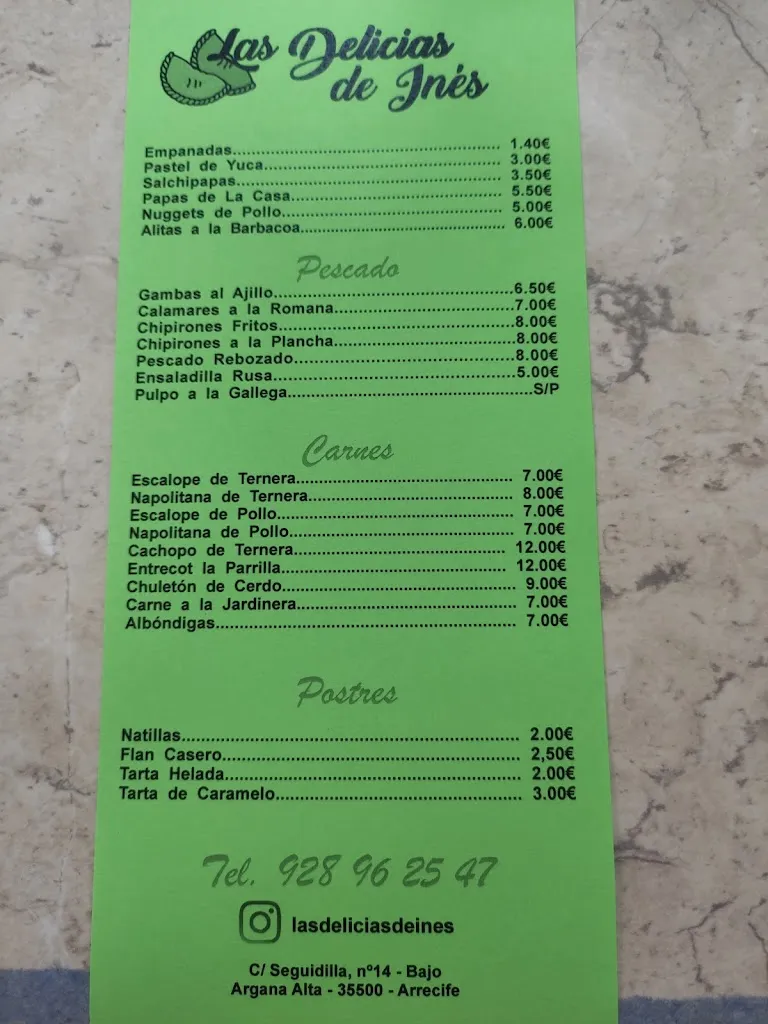 Las Delicias
de Inés
Empanadas........................................................ 1.40€
Pastel de Yuca.................................................. 3.00€
Salchipapas....................................................... 3.50€
Papas de La Casa............................................. 5.50€
Nuggets de Pollo.............................................. 5.00€
Alitas a la Barbacoa........................................... 6.00€
Pescado
Gambas al Ajillo...................................................6.50€
Calamares a la Romana......................................7.00€
Chipirones Fritos..................................................8.00€
Chipirones a la Plancha......................................8.00€
Pescado Rebozado..............................................8.00€
Ensaladilla Rusa..................................................5.00€
Pulpo a la Gallega...................................................S/P
Carnes
Escalope de Ternera............................................. 7.00€
Napolitana de Ternera........................................... 8.00€
Escalope de Pollo................................................. 7.00€
Napolitana de Pollo............................................... 7.00€
Cachopo de Ternera............................................ 12.00€
Entrecot la Parrilla............................................... 12.00€
Chuletón de Cerdo................................................. 9.00€
Carne a la Jardinera.............................................. 7.00€
Albóndigas............................................................. 7.00€
Postres
Natillas.................................................................... 2.00€
Flan Casero............................................................ 2,50€
Tarta Helada........................................................... 2.00€
Tarta de Caramelo.................................................. 3.00€
Tel. 928 96 25 47
lasdeliciasdeines
C/ Seguidilla, nº14 - Bajo
Argana Alta - 35500 - Arrecife